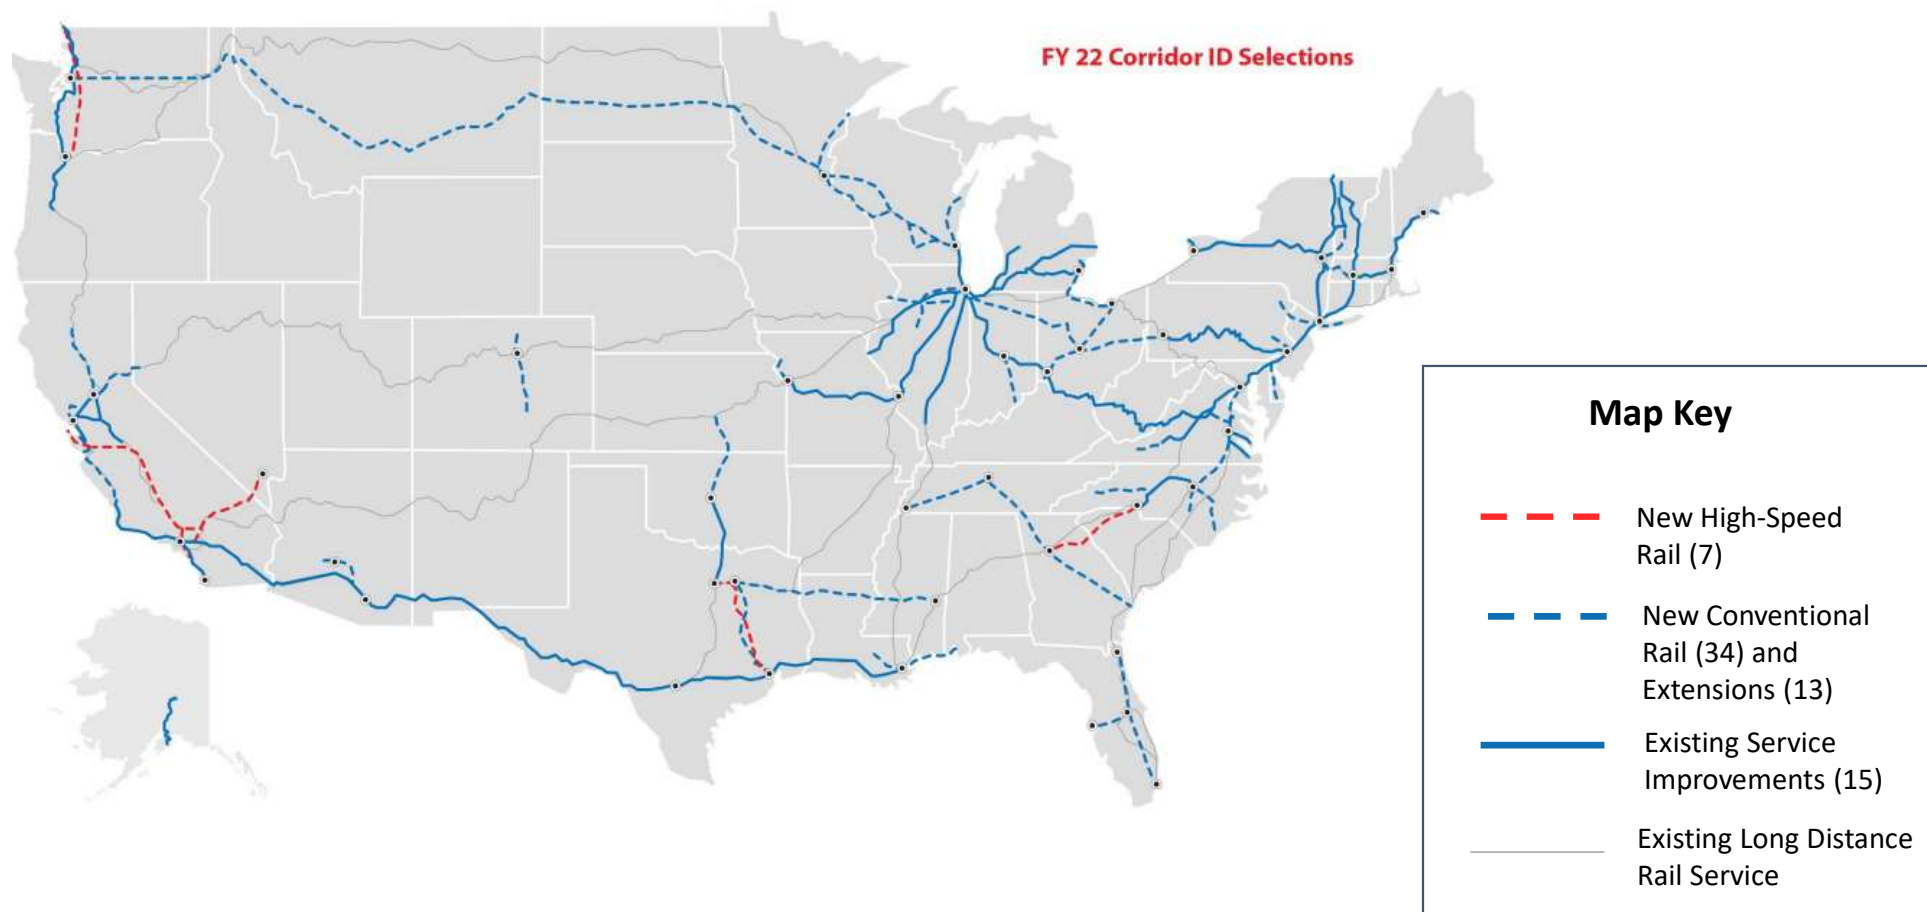 FY 22 Corridor ID Selections
Map Key
New High-Speed
Rail (7)
New Conventional
Rail (34) and
Extensions (13)
Existing Service
Improvements (15)
Existing Long Distance
Rail Service